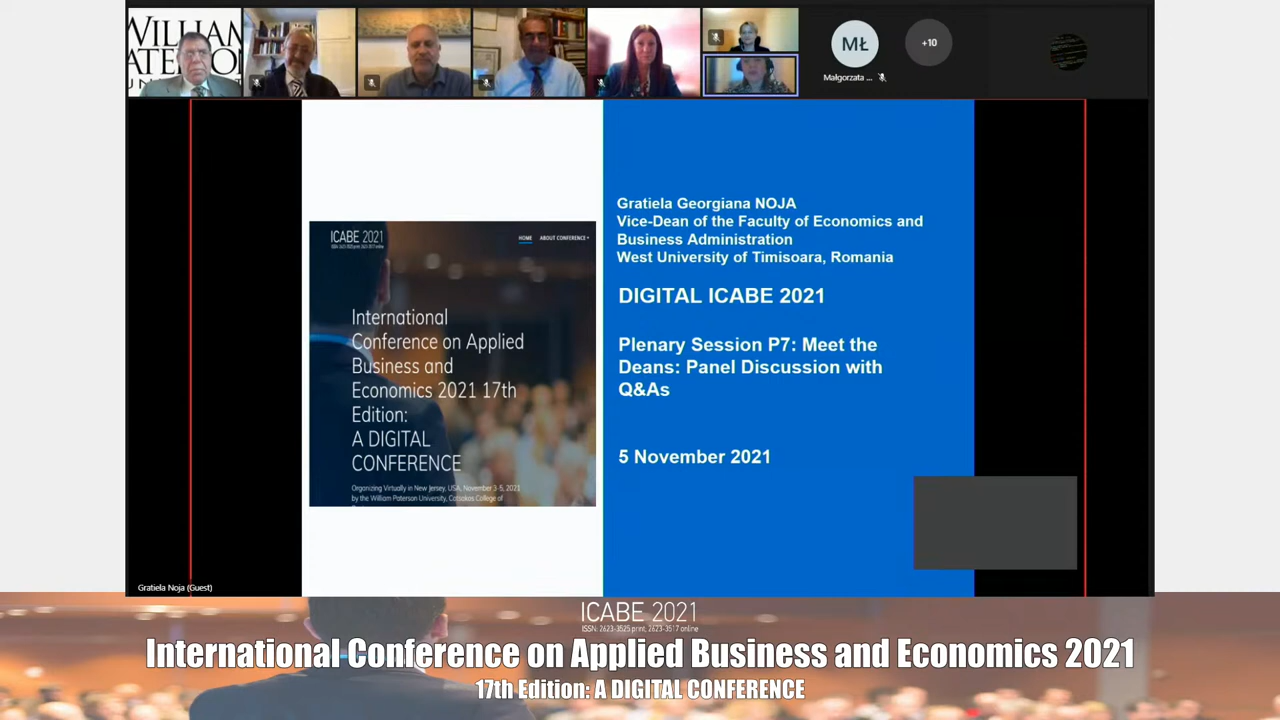 WILLIAM
PATERSON
MŁ
+10
Małgorzata ...
Gratiela Georgiana NOJA
Vice-Dean of the Faculty of Economics and
Business Administration
West University of Timisoara, Romania
DIGITAL ICABE 2021
Plenary Session P7: Meet the
Deans: Panel Discussion with
Q&As
5 November 2021
ICABE 2021
HOME
ABOUT CONFERENCE
International
Conference on Applied
Business and
Economics 2021 17th
Edition:
A DIGITAL
CONFERENCE
Organizing Virtually in New Jersey, USA, November 3-5, 2021
by the William Paterson University, Cotsakos College of
Gratiela Noja (Guest)
ICABE 2021
ISSN: 2623-3525 print, 2623-3517 online
International Conference on Applied Business and Economics 2021
17th Edition: A DIGITAL CONFERENCE